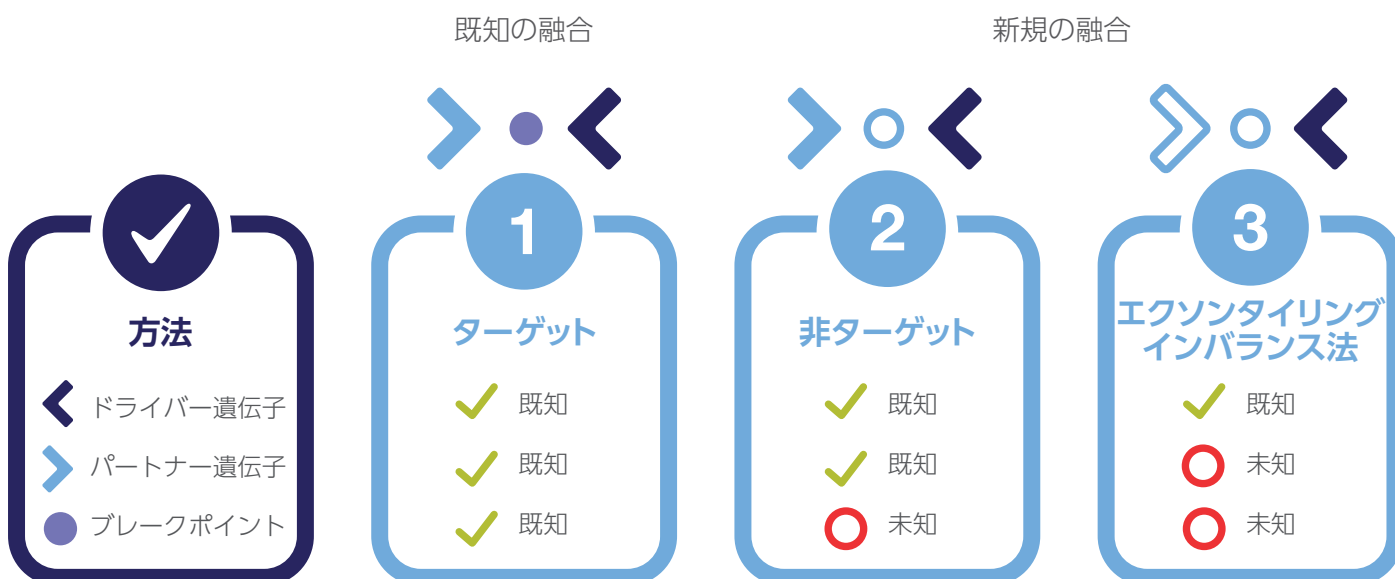 既知の融合
新規の融合
方法
ドライバー遺伝子
パートナー遺伝子
ブレークポイント
1
ターゲット
既知
既知
既知
2
非ターゲット
既知
既知
未知
3
エクソンタイリング
インバランス法
既知
未知
未知